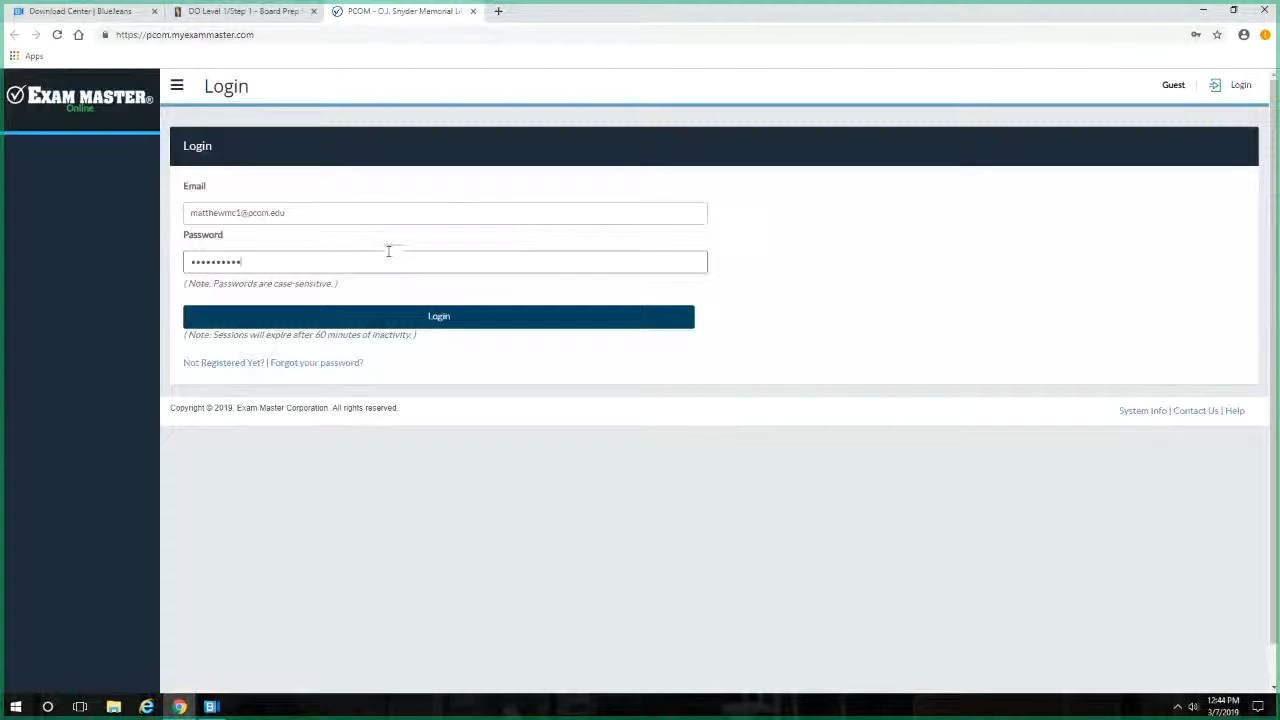 Download Center | BlueJeans
DO Level 1/Step 1 - Board Prep
PCOM - O.J. Snyder Memorial Li
https://pcom.myexammaster.com
Apps
EXAM MASTER®
Online
Login
Guest
Login
Login
Email
matthewmc1@pcom.edu
Password
••••••••••
( Note. Passwords are case-sensitive. )
Login
( Note: Sessions will expire after 60 minutes of inactivity. )
Not Registered Yet? | Forgot your password?
Copyright © 2019, Exam Master Corporation. All rights reserved.
System Info | Contact Us | Help
12:44 PM
3/7/2019